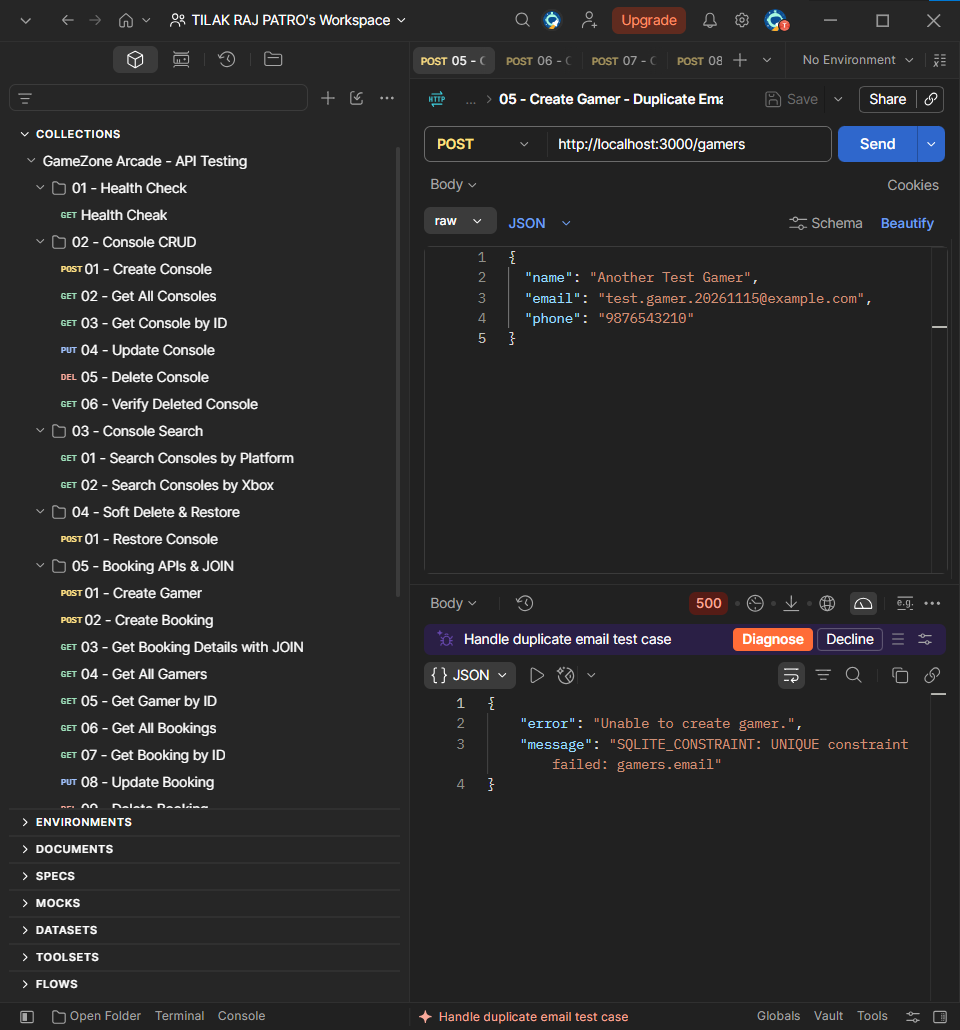 TILAK RAJ PATRO's Workspace
Upgrade
T
POST 05 - C
POST 06 - C
POST 07 - C
POST 08
No Environment
HTTP
... > 05 - Create Gamer - Duplicate Ema
Save
Share
COLLECTIONS
GameZone Arcade - API Testing
01 - Health Check
GET Health Cheak
02 - Console CRUD
POST 01 - Create Console
GET 02 - Get All Consoles
GET 03 - Get Console by ID
PUT 04 - Update Console
DEL 05 - Delete Console
GET 06 - Verify Deleted Console
03 - Console Search
GET 01 - Search Consoles by Platform
GET 02 - Search Consoles by Xbox
04 - Soft Delete & Restore
POST 01 - Restore Console
05 - Booking APIs & JOIN
POST 01 - Create Gamer
POST 02 - Create Booking
GET 03 - Get Booking Details with JOIN
GET 04 - Get All Gamers
GET 05 - Get Gamer by ID
GET 06 - Get All Bookings
GET 07 - Get Booking by ID
PUT 08 - Update Booking
DEL 09 - Delete Booking
ENVIRONMENTS
DOCUMENTS
SPECS
MOCKS
DATASETS
TOOLSETS
FLOWS
POST
http://localhost:3000/gamers
Send
Body
Cookies
raw
JSON
Schema
Beautify
1 {
2 "name": "Another Test Gamer",
3 "email": "test.gamer.20261115@example.com",
4 "phone": "9876543210"
5 }
Body
500
e.g.
Handle duplicate email test case
Diagnose
Decline
{} JSON
1 {
2 "error": "Unable to create gamer.",
3 "message": "SQLITE_CONSTRAINT: UNIQUE constraint
failed: gamers.email"
4 }
Open Folder
Terminal
Console
Handle duplicate email test case
Globals
Vault
Tools